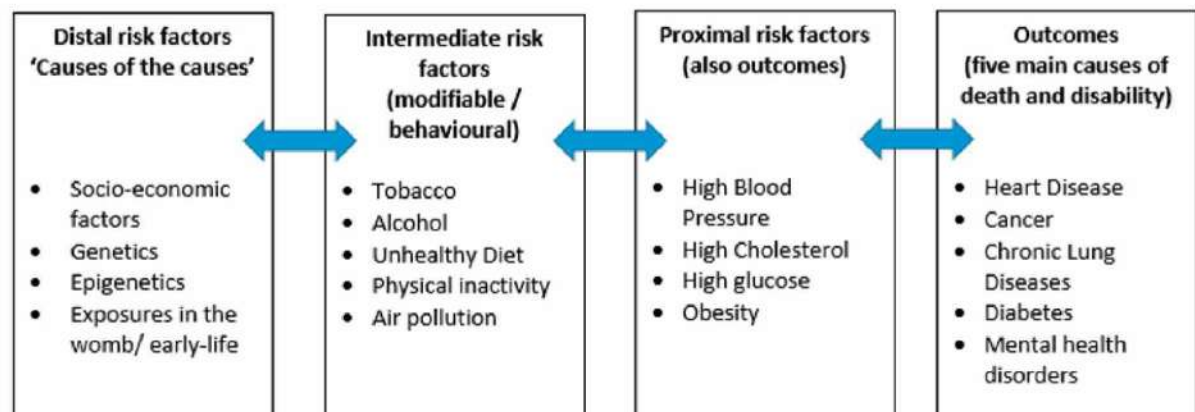 Distal risk factors
‘Causes of the causes’
• Socio-economic
factors
• Genetics
• Epigenetics
• Exposures in the
womb/ early-life
Intermediate risk
factors
(modifiable /
behavioural)
• Tobacco
• Alcohol
• Unhealthy Diet
• Physical inactivity
• Air pollution
Proximal risk factors
(also outcomes)
• High Blood
Pressure
• High Cholesterol
• High glucose
• Obesity
Outcomes
(five main causes of
death and disability)
• Heart Disease
• Cancer
• Chronic Lung
Diseases
• Diabetes
• Mental health
disorders